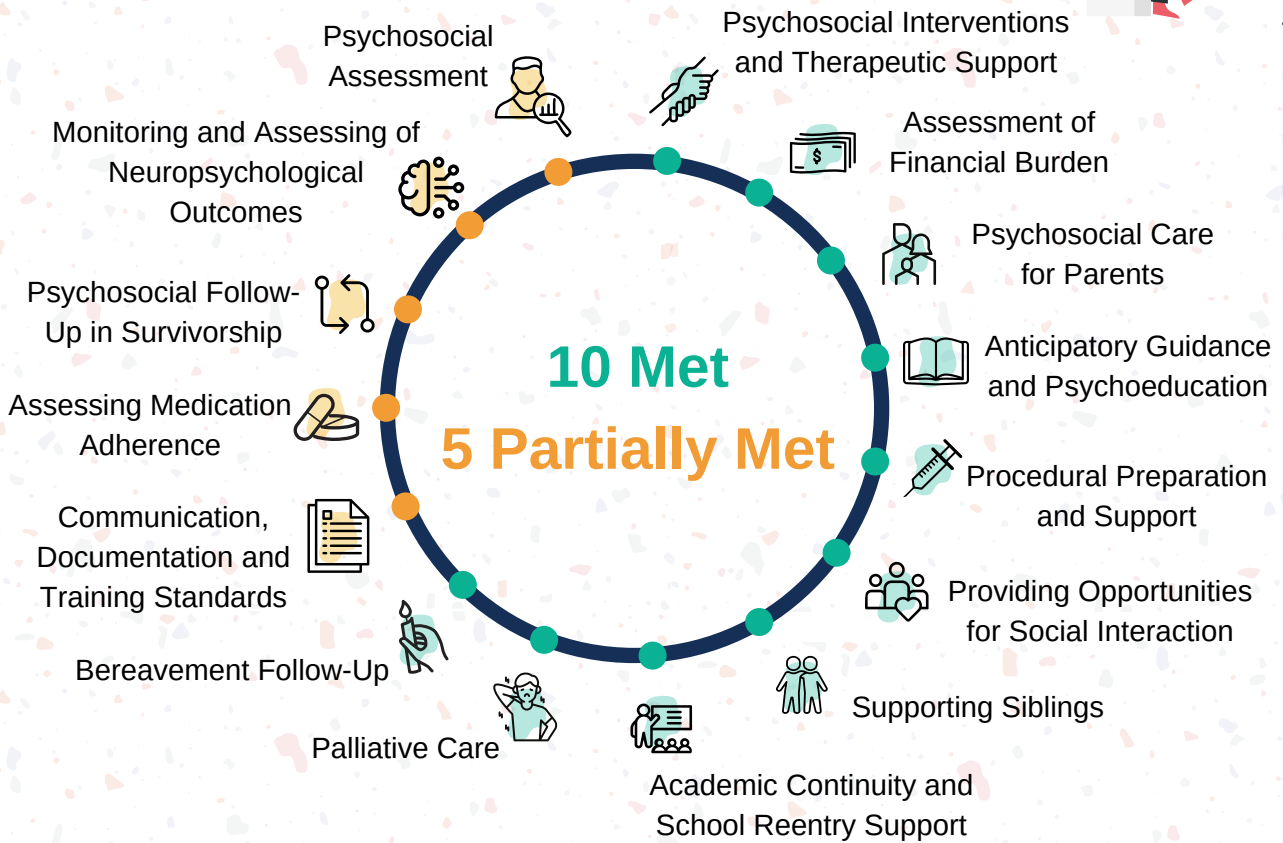 Psychosocial
Assessment
Psychosocial Interventions
and Therapeutic Support
Assessment of
Financial Burden
Psychosocial Care
for Parents
Anticipatory Guidance
and Psychoeducation
Procedural Preparation
and Support
Providing Opportunities
for Social Interaction
Supporting Siblings
Academic Continuity and
School Reentry Support
Palliative Care
Bereavement Follow-Up
Communication,
Documentation and
Training Standards
Assessing Medication
Adherence
Psychosocial Follow-
Up in Survivorship
Monitoring and Assessing of
Neuropsychological
Outcomes
10 Met
5 Partially Met
$